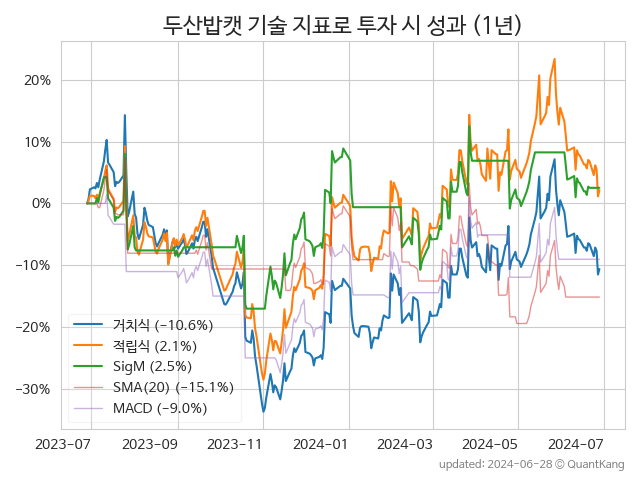 두산밥캣 기술 지표로 투자 시 성과 (1년)
20%
10%
0%
−10%
−20%
−30%
거치식 (−10.6%)
적립식 (2.1%)
SigM (2.5%)
SMA(20) (−15.1%)
MACD (−9.0%)
2023-07 2023-09 2023-11 2024-01 2024-03 2024-05 2024-07
updated: 2024-06-28 © QuantKang